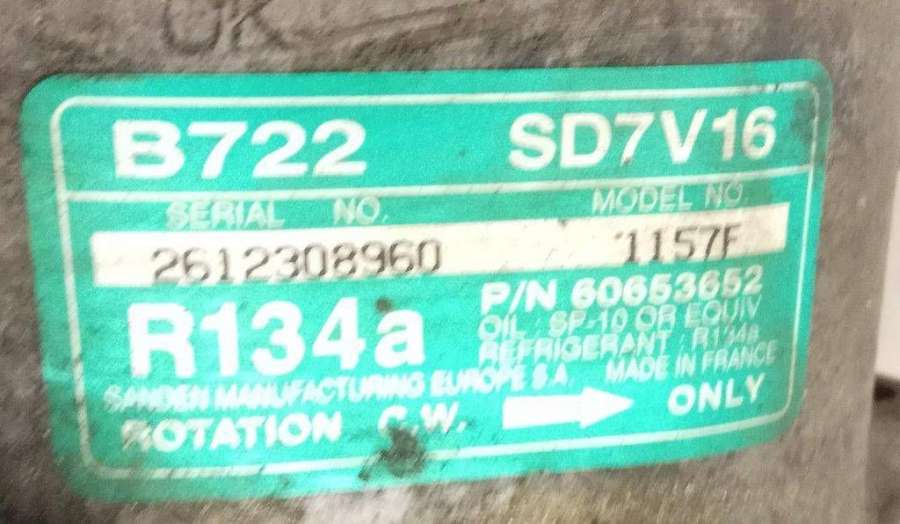 OK
B722 SD7V16
SERIAL NO. MODEL NO.
2612308960 1157F
R134a P/N 60653652
OIL : SP-10 OR EQUIV
REFRIGERANT : R134a
SANDEN MANUFACTURING EUROPE S.A. MADE IN FRANCE
ROTATION C.W. ONLY